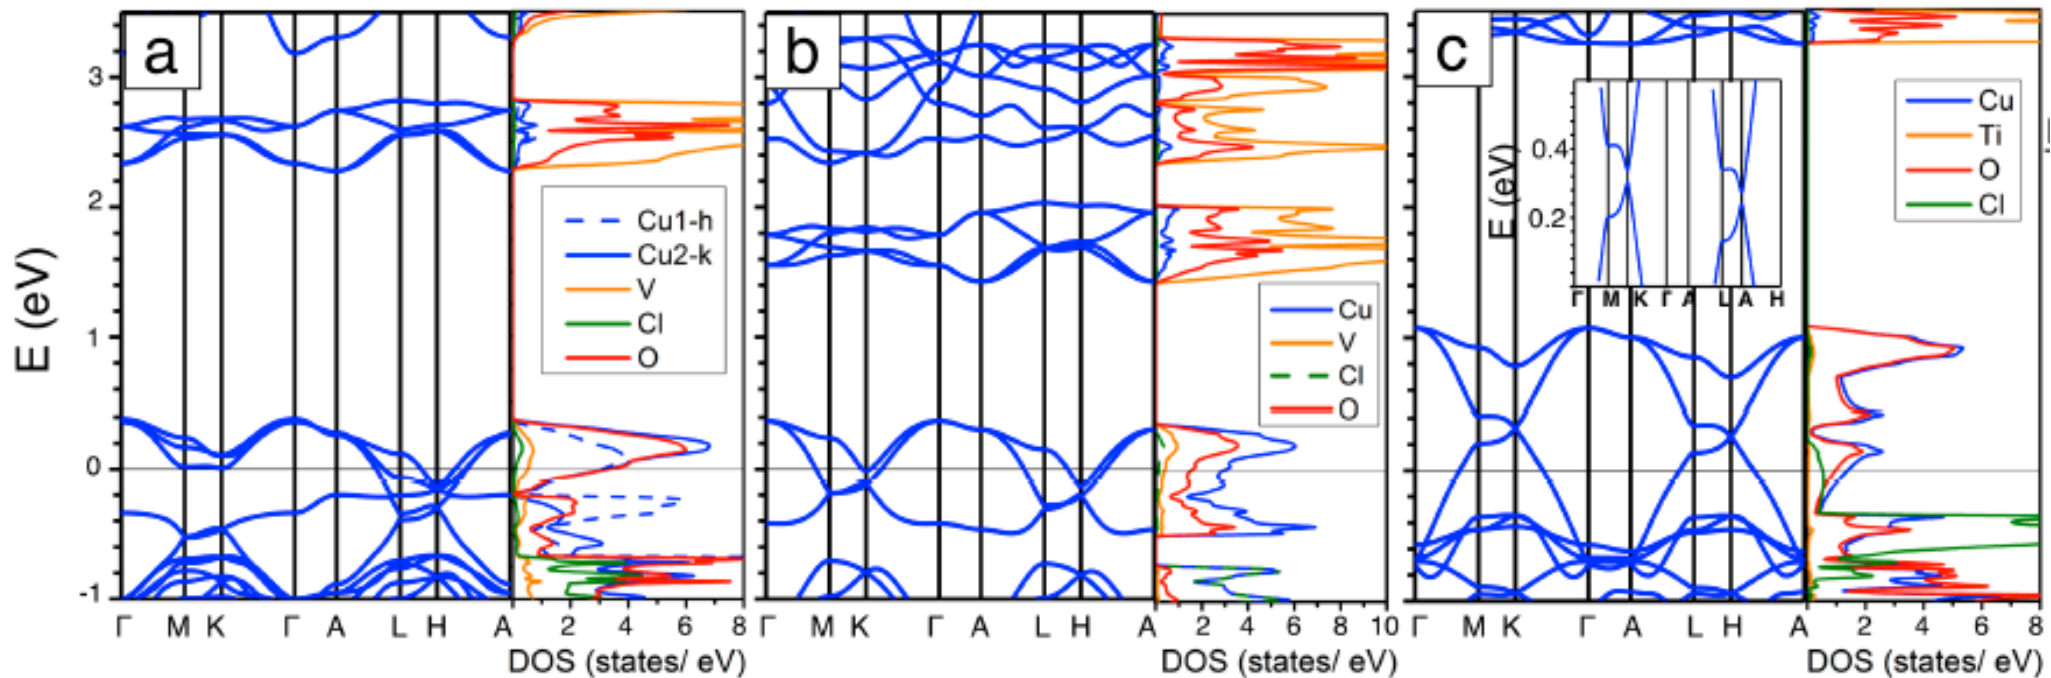 a
b
c
E (eV)
3
2
1
0
-1
Cu1-h
Cu2-k
V
Cl
O
Γ M K Γ A L H A
2 4 6 8
DOS (states/ eV)
Cu
V
Cl
O
Γ M K Γ A L H A
2 4 6 8 10
DOS (states/ eV)
E (eV)
0.4
0.2
Γ M K Γ A L A H
Cu
Ti
O
Cl
Γ M K Γ A L H A
2 4 6 8
DOS (states/ eV)